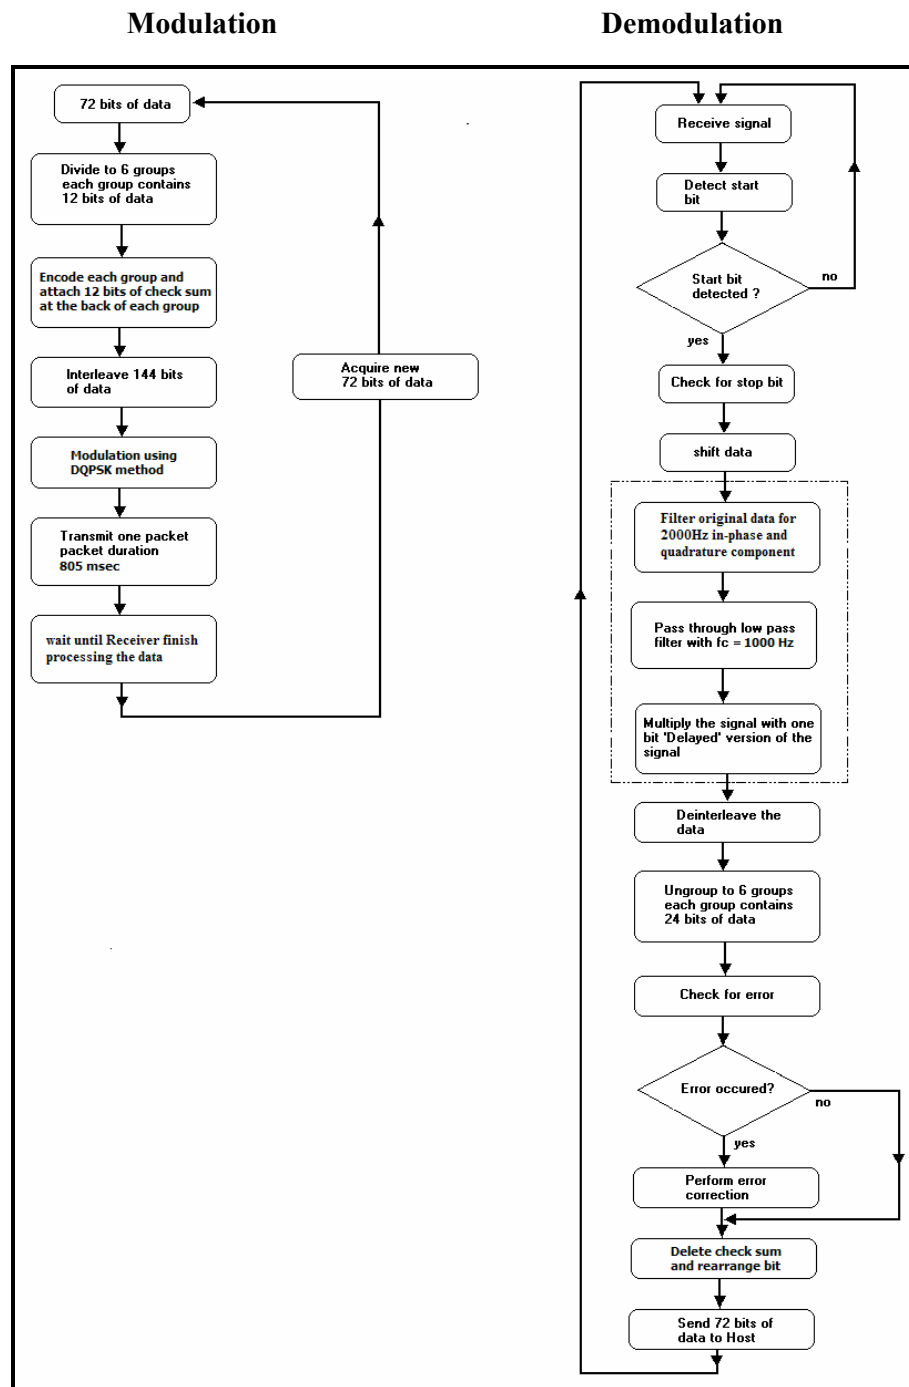 Modulation
72 bits of data
Divide to 6 groups
each group contains
12 bits of data
Encode each group and
attach 12 bits of check sum
at the back of each group
Interleave 144 bits
of data
Modulation using
DQPSK method
Transmit one packet
packet duration
805 msec
wait until Receiver finish
processing the data
Acquire new
72 bits of data
Demodulation
Receive signal
Detect start
bit
Start bit
detected ?
no
yes
Check for stop bit
shift data
Filter original data for
2000Hz in-phase and
quadrature component
Pass through low pass
filter with fc = 1000 Hz
Multiply the signal with one
bit 'Delayed' version of the
signal
Deinterleave the
data
Ungroup to 6 groups
each group contains
24 bits of data
Check for error
Error occured?
no
yes
Perform error
correction
Delete check sum
and rearrange bit
Send 72 bits of
data to Host